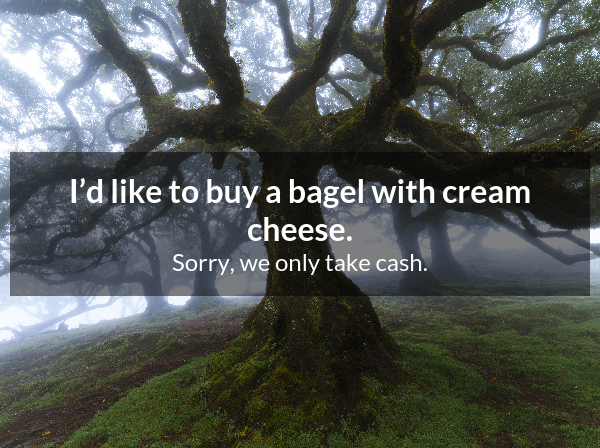 I’d like to buy a bagel with cream
cheese.
Sorry, we only take cash.